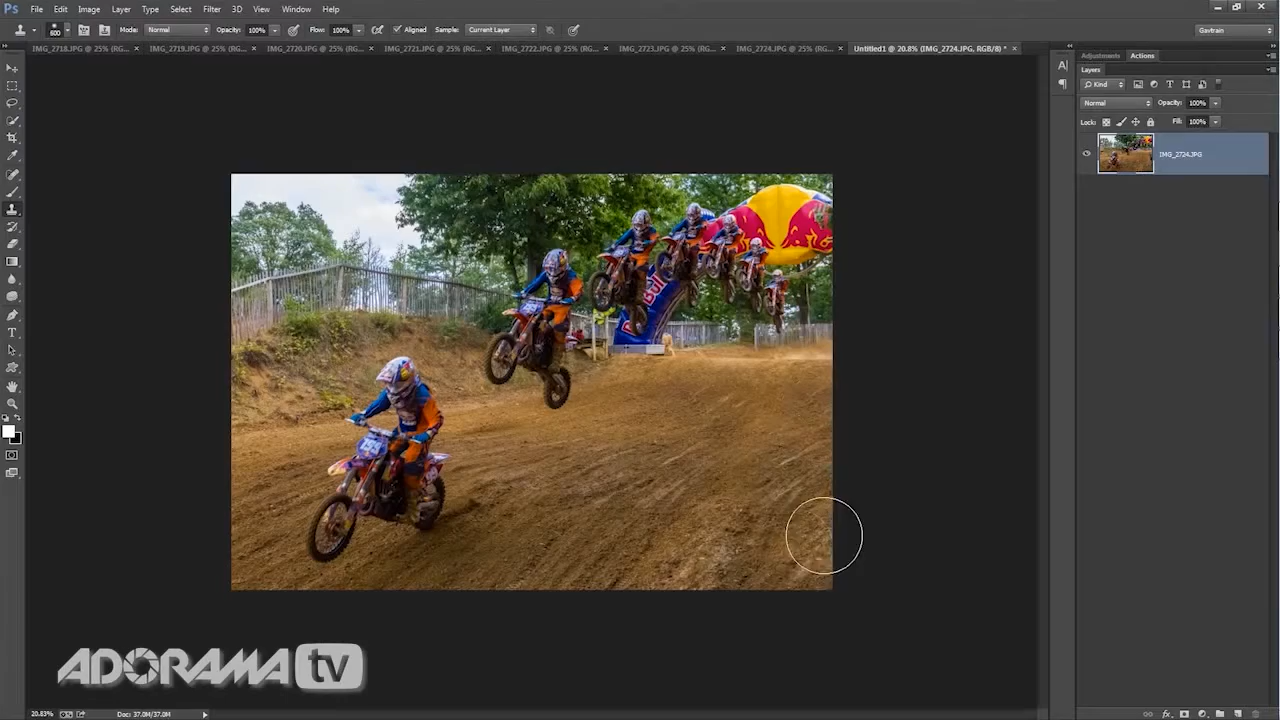 Ps File Edit Image Layer Type Select Filter 3D View Window Help
600 Mode: Normal Opacity: 100% Flow: 100% Aligned Sample: Current Layer Gavtrain
IMG_2718.JPG @ 25% (RG... × IMG_2719.JPG @ 25% (RG... × IMG_2720.JPG @ 25% (RG... × IMG_2721.JPG @ 25% (RG... × IMG_2722.JPG @ 25% (RG... × IMG_2723.JPG @ 25% (RG... × IMG_2724.JPG @ 25% (RG... × Untitled1 @ 20.8% (IMG_2724.JPG, RGB/8) * ×
Adjustments Actions
Layers
Kind
Normal Opacity: 100%
Lock: Fill: 100%
IMG_2724.JPG
ADORAMA tv
20.83% Doc: 37.0M/37.0M